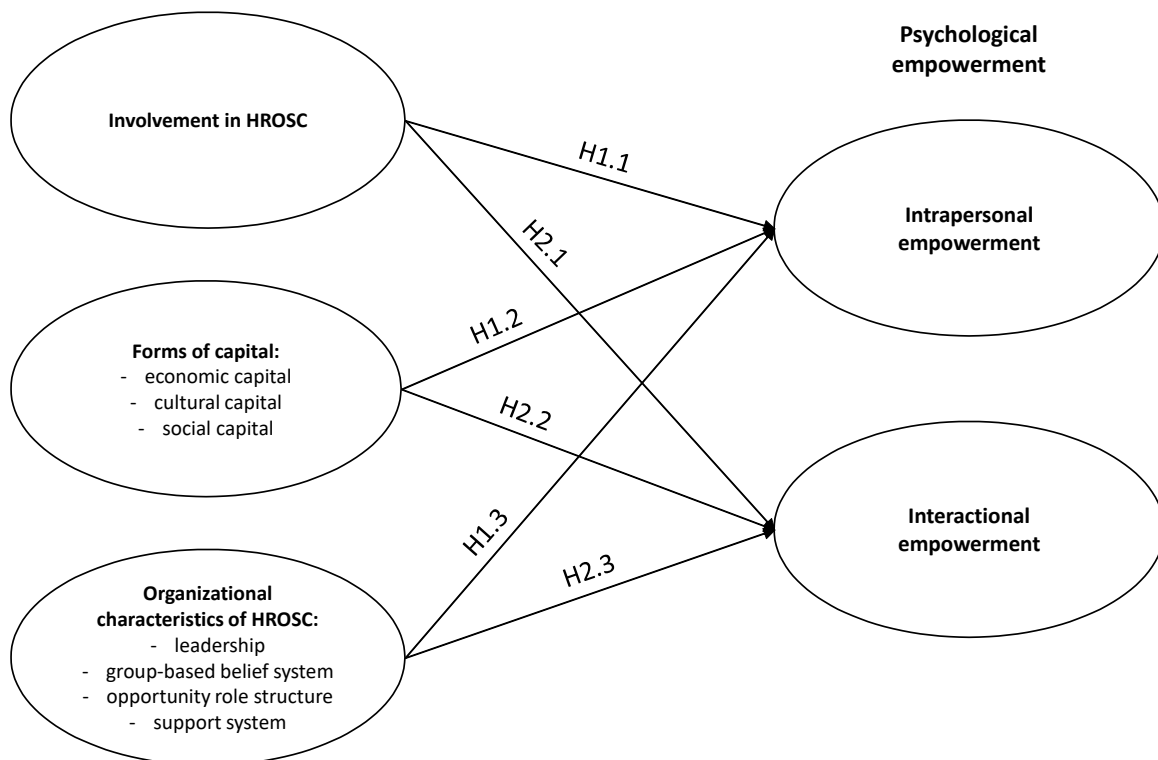 Psychological
empowerment
Involvement in HROSC
H1.1
Intrapersonal
empowerment
H2.1
H1.2
Forms of capital:
- economic capital
- cultural capital
- social capital
H2.2
Interactional
empowerment
H1.3
H2.3
Organizational
characteristics of HROSC:
- leadership
- group-based belief system
- opportunity role structure
- support system